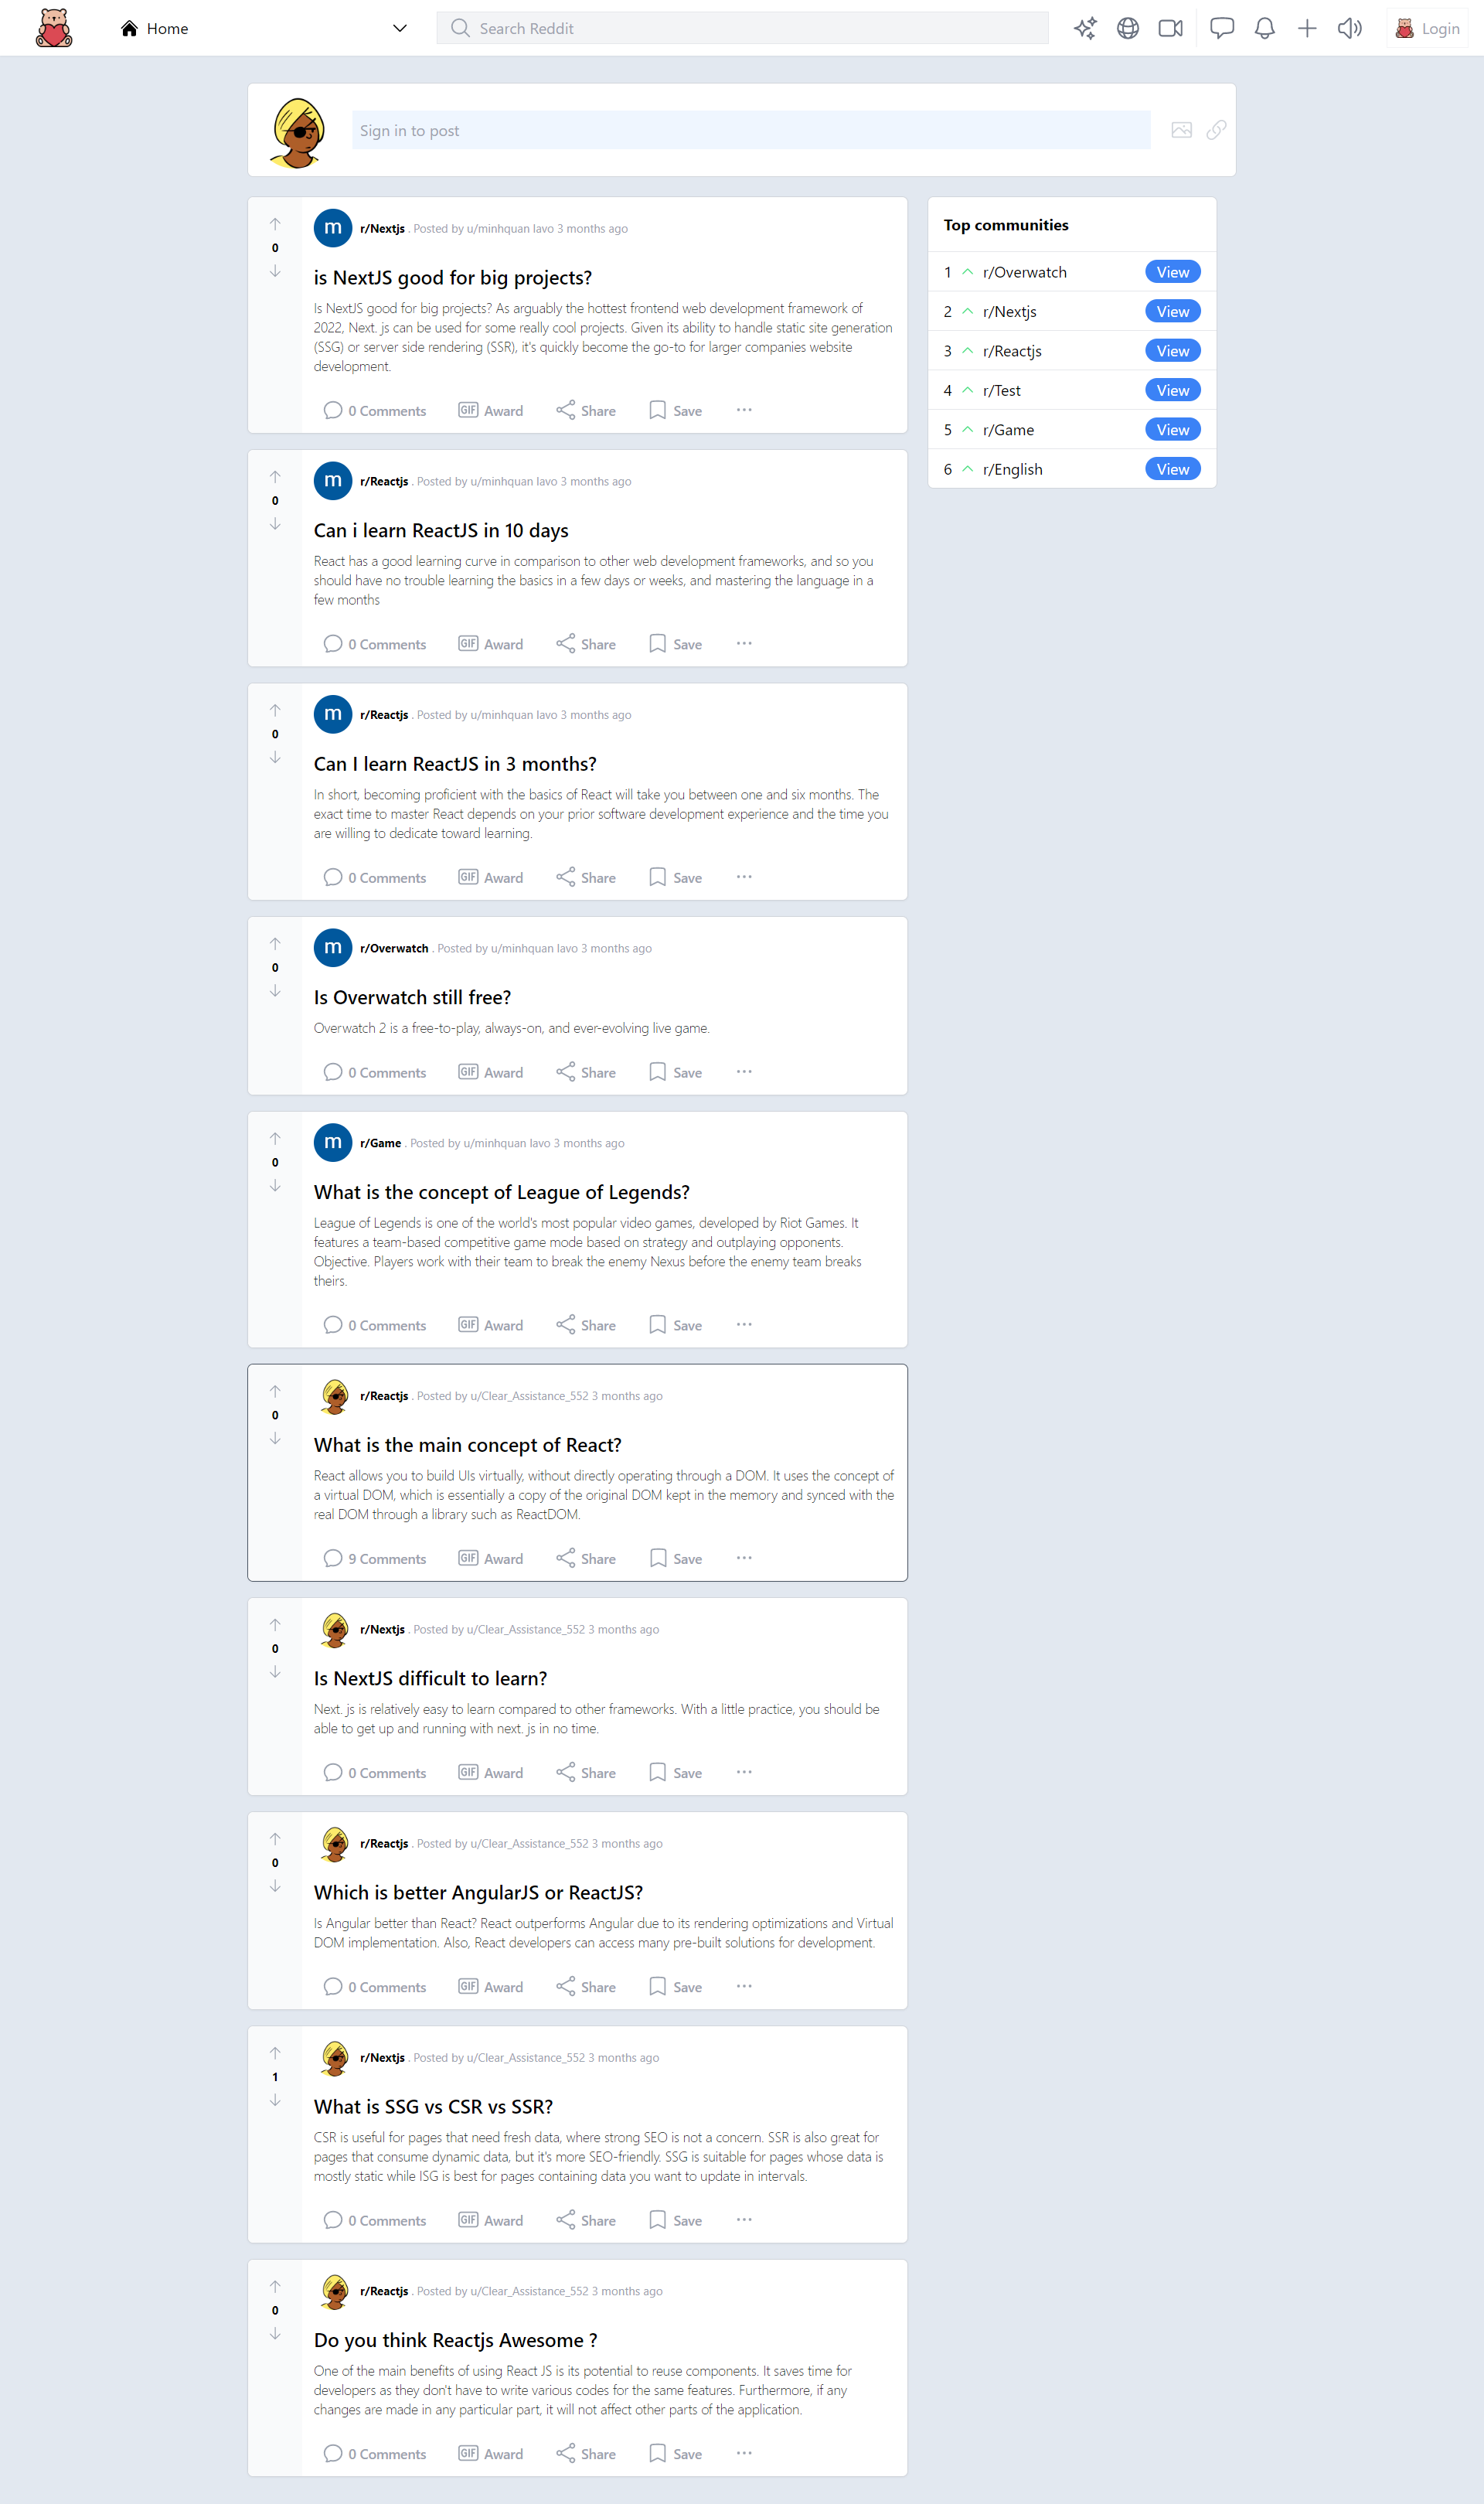 Home
Search Reddit
Login
Sign in to post
m r/Nextjs . Posted by u/minhquan lavo 3 months ago
0
is NextJS good for big projects?
Is NextJS good for big projects? As arguably the hottest frontend web development framework of
2022, Next. js can be used for some really cool projects. Given its ability to handle static site generation
(SSG) or server side rendering (SSR), it's quickly become the go-to for larger companies website
development.
0 Comments GIF Award Share Save ...
Top communities
1 r/Overwatch View
2 r/Nextjs View
3 r/Reactjs View
4 r/Test View
5 r/Game View
6 r/English View
m r/Reactjs . Posted by u/minhquan lavo 3 months ago
0
Can i learn ReactJS in 10 days
React has a good learning curve in comparison to other web development frameworks, and so you
should have no trouble learning the basics in a few days or weeks, and mastering the language in a
few months
0 Comments GIF Award Share Save ...
m r/Reactjs . Posted by u/minhquan lavo 3 months ago
0
Can I learn ReactJS in 3 months?
In short, becoming proficient with the basics of React will take you between one and six months. The
exact time to master React depends on your prior software development experience and the time you
are willing to dedicate toward learning.
0 Comments GIF Award Share Save ...
m r/Overwatch . Posted by u/minhquan lavo 3 months ago
0
Is Overwatch still free?
Overwatch 2 is a free-to-play, always-on, and ever-evolving live game.
0 Comments GIF Award Share Save ...
m r/Game . Posted by u/minhquan lavo 3 months ago
0
What is the concept of League of Legends?
League of Legends is one of the world's most popular video games, developed by Riot Games. It
features a team-based competitive game mode based on strategy and outplaying opponents.
Objective. Players work with their team to break the enemy Nexus before the enemy team breaks
theirs.
0 Comments GIF Award Share Save ...
r/Reactjs . Posted by u/Clear_Assistance_552 3 months ago
0
What is the main concept of React?
React allows you to build UIs virtually, without directly operating through a DOM. It uses the concept of
a virtual DOM, which is essentially a copy of the original DOM kept in the memory and synced with the
real DOM through a library such as ReactDOM.
9 Comments GIF Award Share Save ...
r/Nextjs . Posted by u/Clear_Assistance_552 3 months ago
0
Is NextJS difficult to learn?
Next. js is relatively easy to learn compared to other frameworks. With a little practice, you should be
able to get up and running with next. js in no time.
0 Comments GIF Award Share Save ...
r/Reactjs . Posted by u/Clear_Assistance_552 3 months ago
0
Which is better AngularJS or ReactJS?
Is Angular better than React? React outperforms Angular due to its rendering optimizations and Virtual
DOM implementation. Also, React developers can access many pre-built solutions for development.
0 Comments GIF Award Share Save ...
r/Nextjs . Posted by u/Clear_Assistance_552 3 months ago
1
What is SSG vs CSR vs SSR?
CSR is useful for pages that need fresh data, where strong SEO is not a concern. SSR is also great for
pages that consume dynamic data, but it's more SEO-friendly. SSG is suitable for pages whose data is
mostly static while ISG is best for pages containing data you want to update in intervals.
0 Comments GIF Award Share Save ...
r/Reactjs . Posted by u/Clear_Assistance_552 3 months ago
0
Do you think Reactjs Awesome ?
One of the main benefits of using React JS is its potential to reuse components. It saves time for
developers as they don't have to write various codes for the same features. Furthermore, if any
changes are made in any particular part, it will not affect other parts of the application.
0 Comments GIF Award Share Save ...